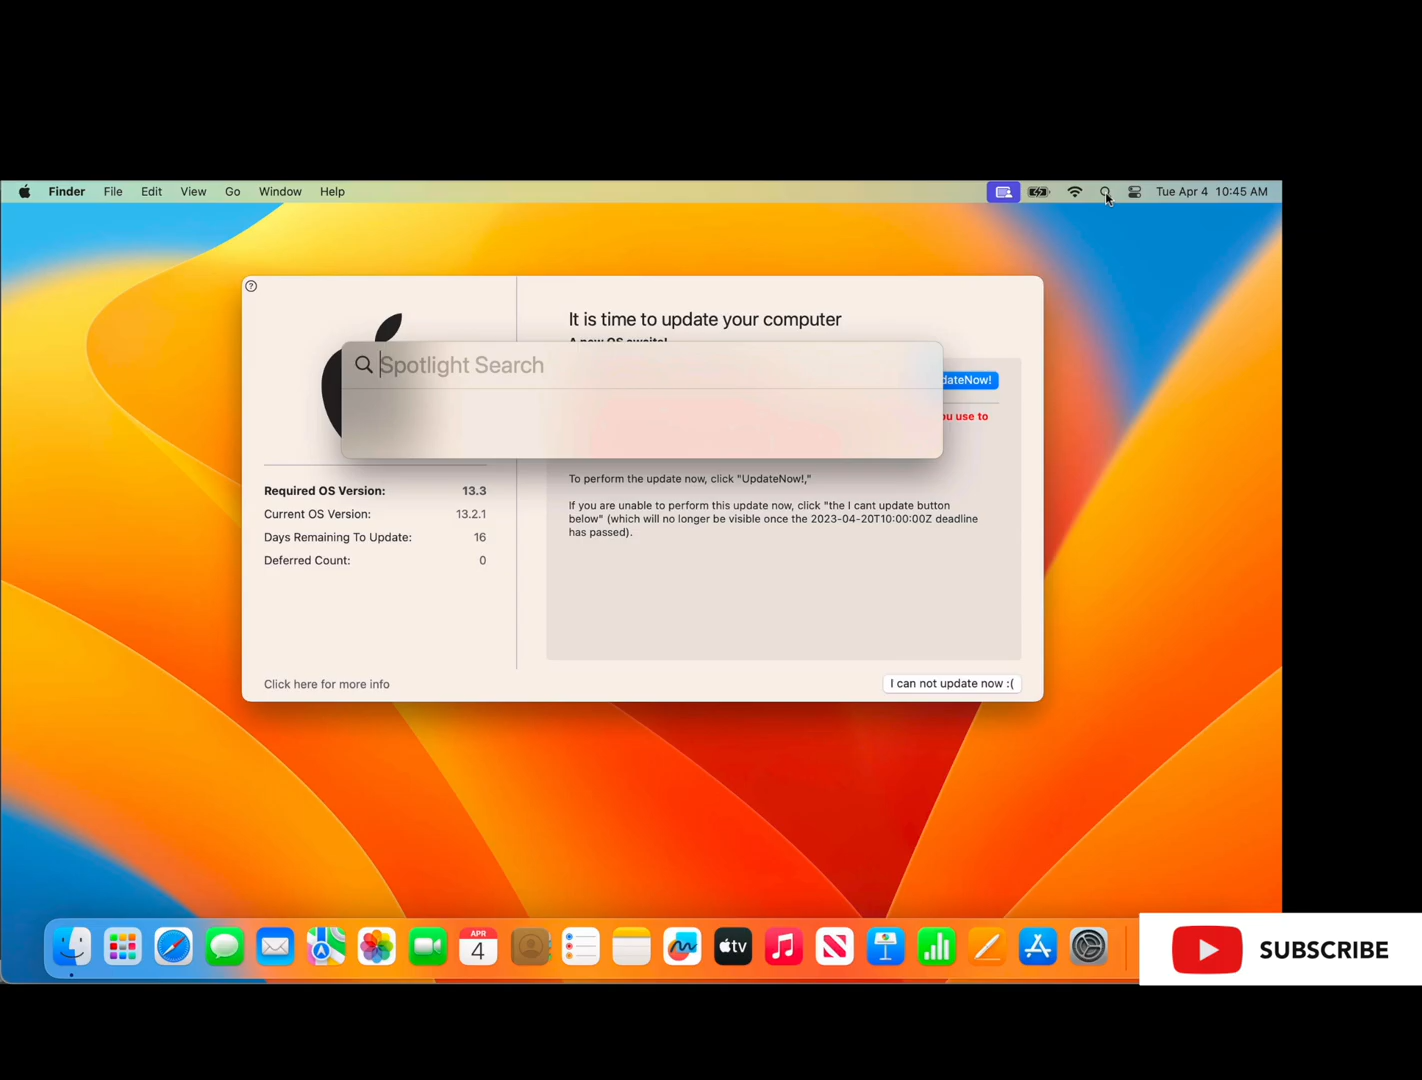 Finder File Edit View Go Window Help
Tue Apr 4 10:45 AM
It is time to update your computer
Spotlight Search
dateNow!
ou use to
To perform the update now, click "UpdateNow!,"
If you are unable to perform this update now, click "the I cant update button
below" (which will no longer be visible once the 2023-04-20T10:00:00Z deadline
has passed).
Required OS Version: 13.3
Current OS Version: 13.2.1
Days Remaining To Update: 16
Deferred Count: 0
Click here for more info
I can not update now :(
APR
4
tv
SUBSCRIBE